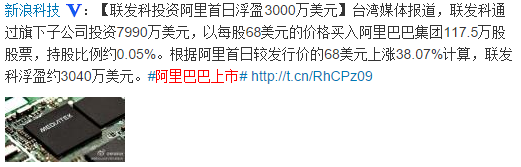 新浪科技 V：【联发科投资阿里首日浮盈3000万美元】台湾媒体报道，联发科通
过旗下子公司投资7990万美元，以每股68美元的价格买入阿里巴巴集团117.5万股
股票，持股比例约0.05%。根据阿里首日较发行价的68美元上涨38.07%计算，联发
科浮盈约3040万美元。#阿里巴巴上市# http://t.cn/RhCPz09
MEDIATEK